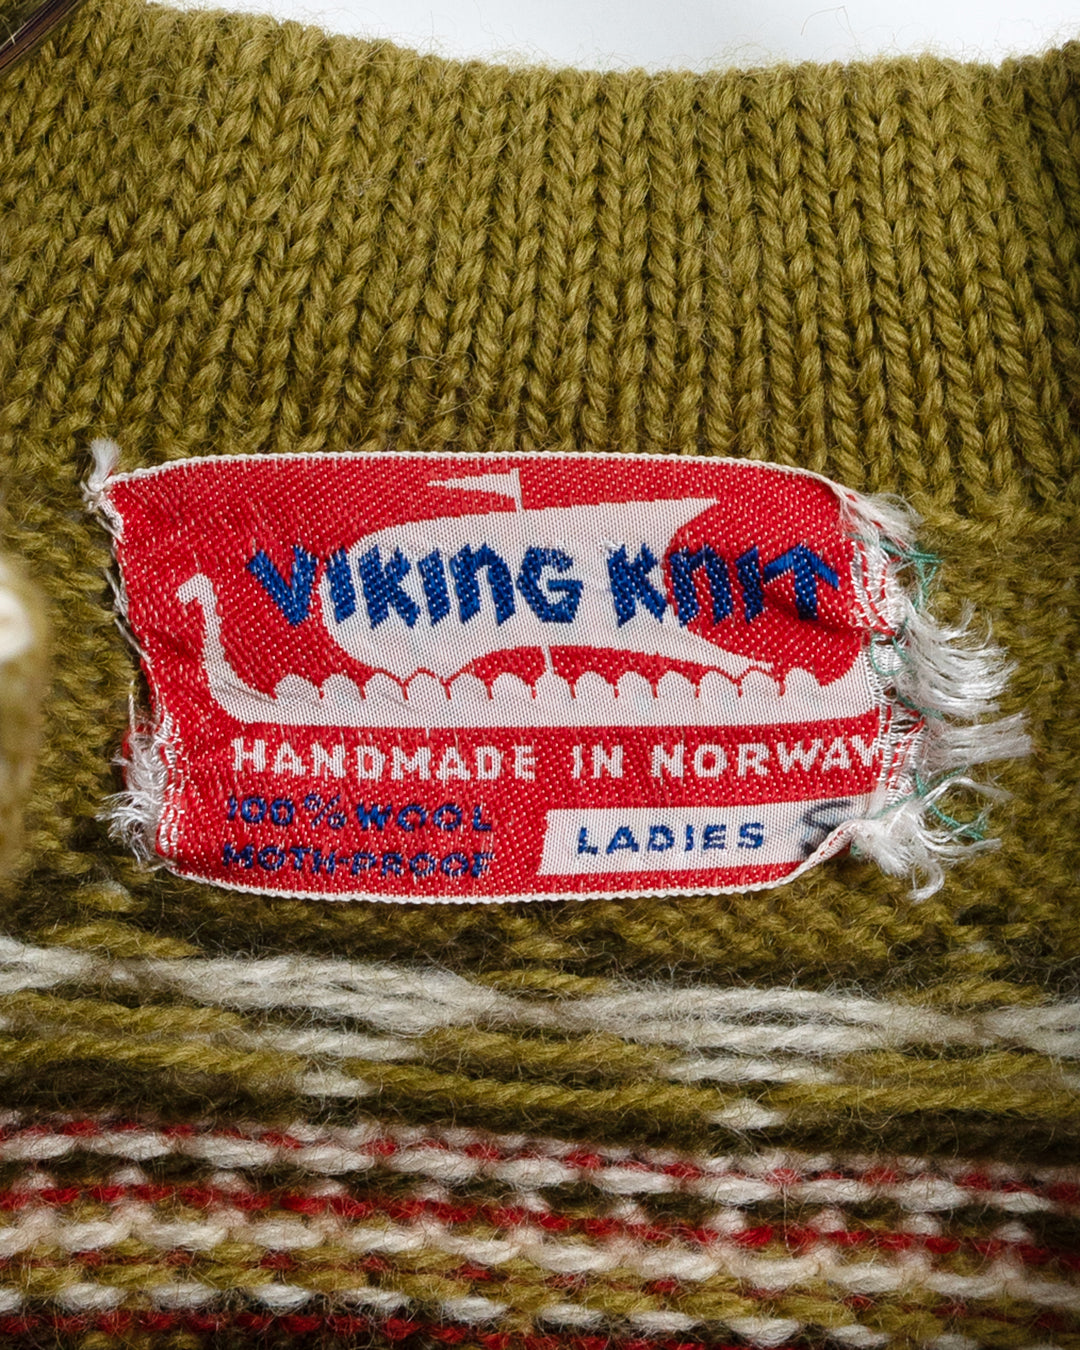 VIKING KNIT
HANDMADE IN NORWAY
100% WOOL
MOTH-PROOF
LADIES